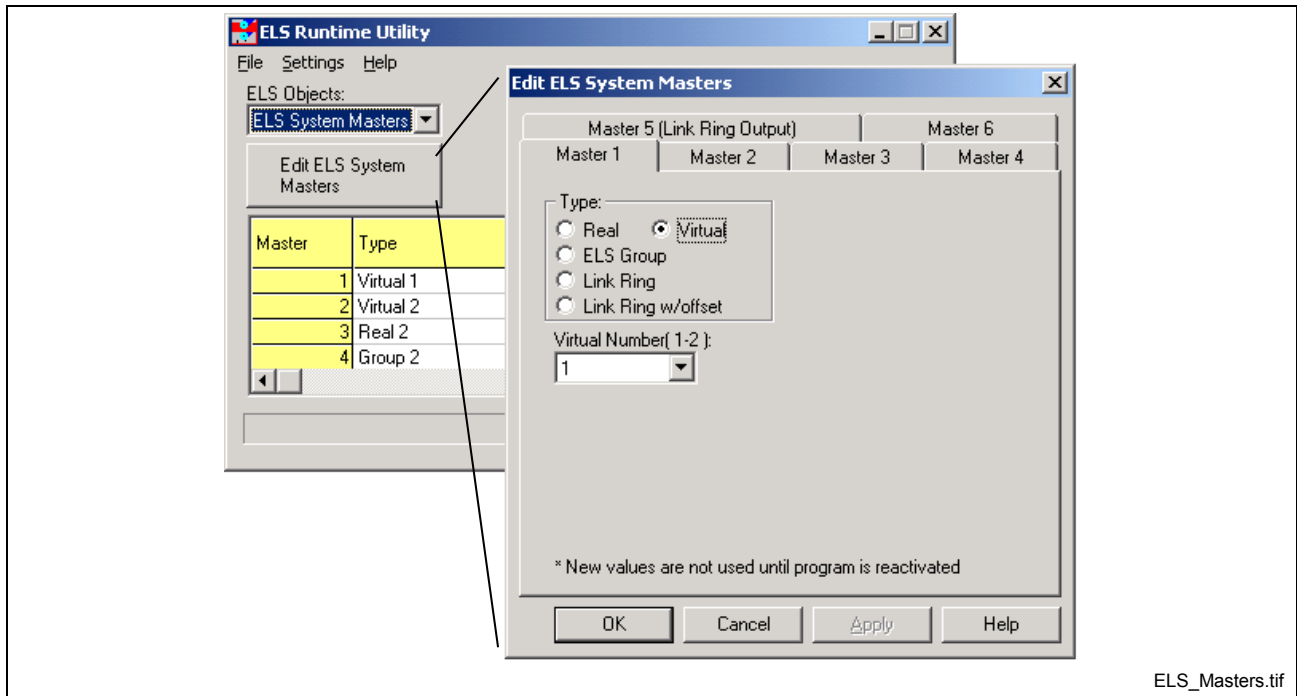 ELS Runtime Utility
File Settings Help
ELS Objects:
ELS System Masters
Edit ELS System
Masters
Master Type
1 Virtual 1
2 Virtual 2
3 Real 2
4 Group 2
Edit ELS System Masters
Master 5 (Link Ring Output) Master 6
Master 1 Master 2 Master 3 Master 4
Type:
Real Virtual
ELS Group
Link Ring
Link Ring w/offset
Virtual Number( 1-2 ):
1
* New values are not used until program is reactivated
OK Cancel Apply Help
ELS_Masters.tif